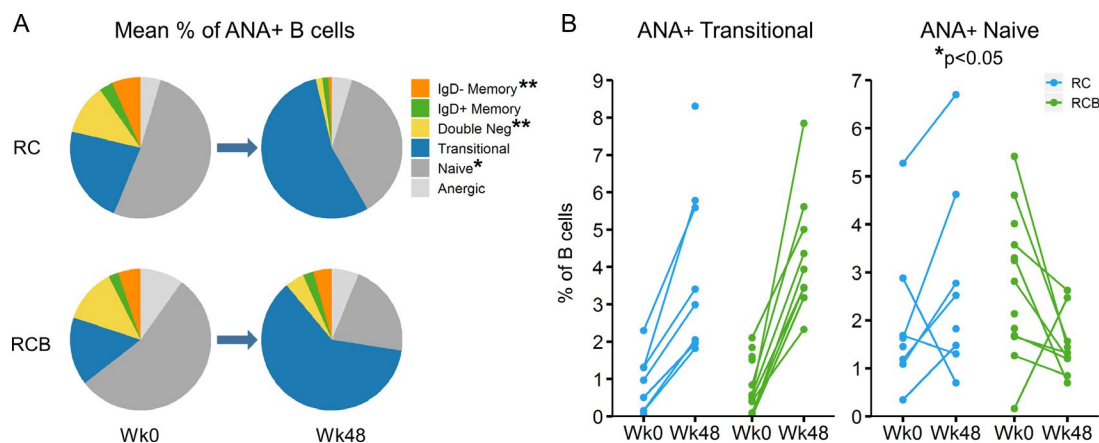 A
Mean % of ANA+ B cells
RC
IgD- Memory**
IgD+ Memory
Double Neg**
Transitional
Naive*
Anergic
RCB
Wk0
Wk48
B
ANA+ Transitional
ANA+ Naive
*p<0.05
RC
RCB
% of B cells
9
8
7
6
5
4
3
2
1
0
7
6
5
4
3
2
1
0
Wk0 Wk48 Wk0 Wk48
Wk0 Wk48 Wk0 Wk48